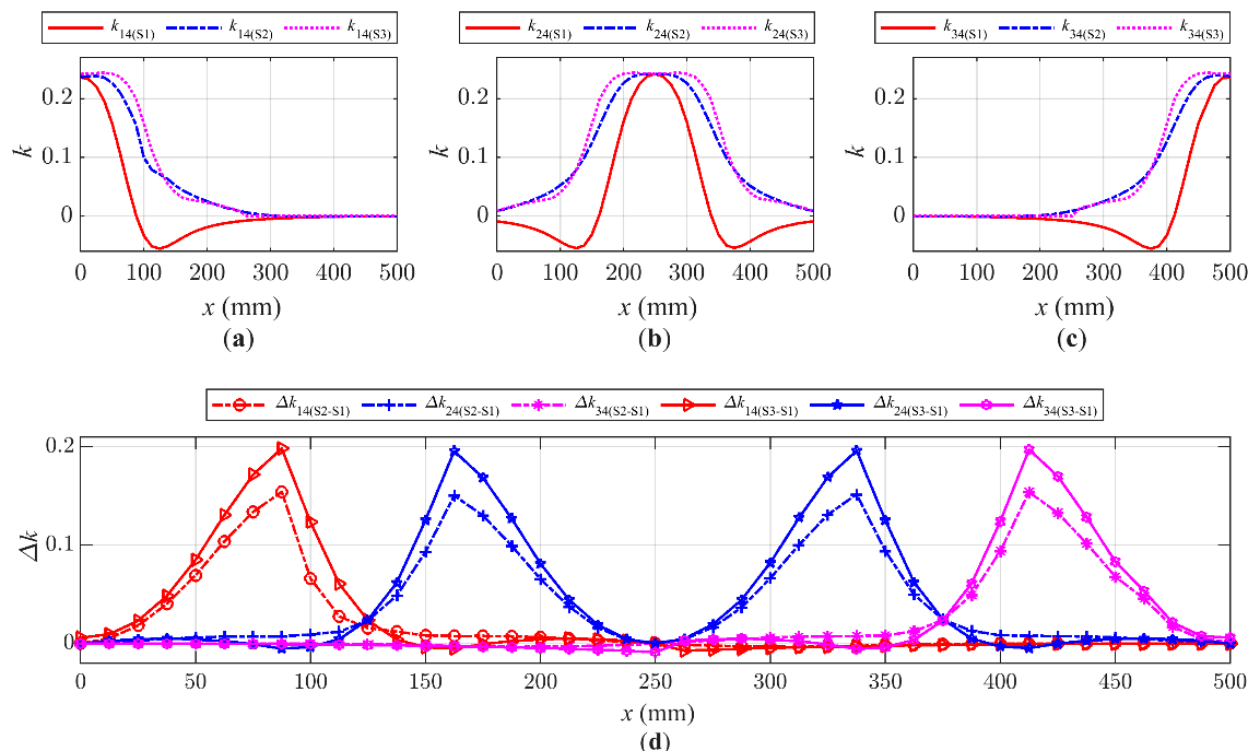 k14(S1) k14(S2) k14(S3)
k24(S1) k24(S2) k24(S3)
k34(S1) k34(S2) k34(S3)
0.2
0.1
0
k
0 100 200 300 400 500
x (mm)
(a)
0.2
0.1
0
k
0 100 200 300 400 500
x (mm)
(b)
0.2
0.1
0
k
0 100 200 300 400 500
x (mm)
(c)
Δk14(S2-S1) Δk24(S2-S1) Δk34(S2-S1) Δk14(S3-S1) Δk24(S3-S1) Δk34(S3-S1)
0.2
0.1
0
Δk
0 50 100 150 200 250 300 350 400 450 500
x (mm)
(d)